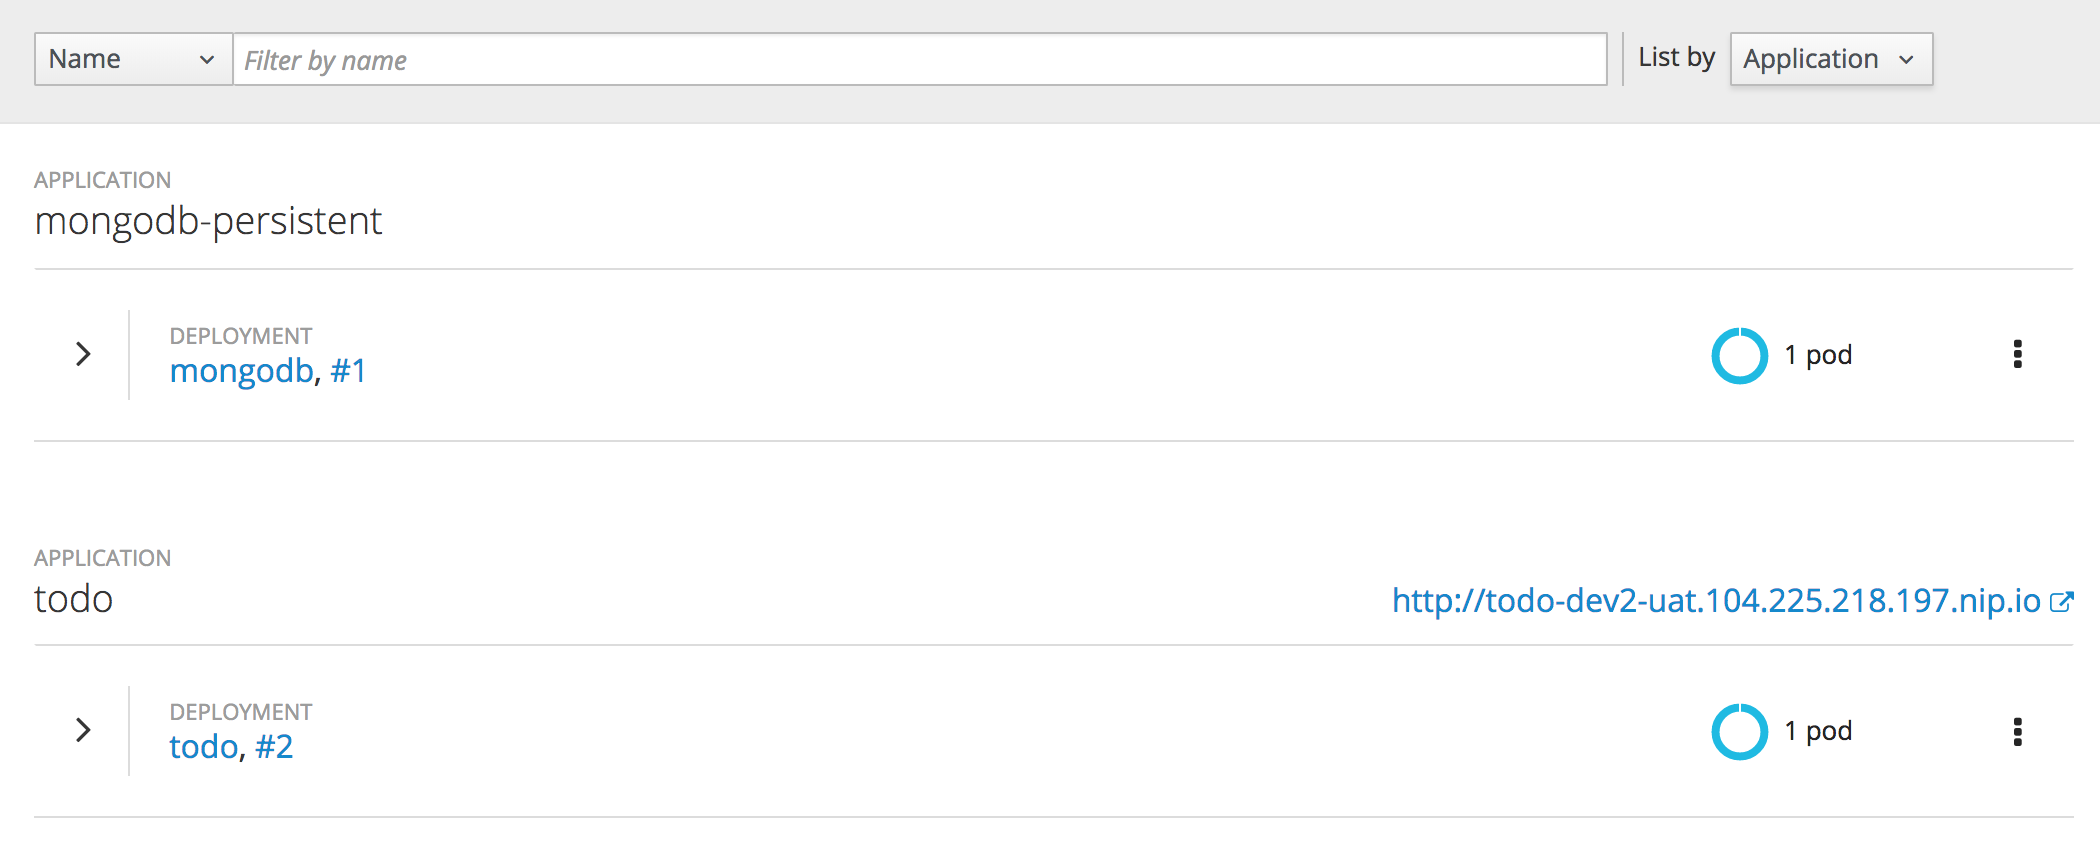 Name Filter by name List by Application
APPLICATION
mongodb-persistent
DEPLOYMENT
mongodb, #1
1 pod
APPLICATION
todo
http://todo-dev2-uat.104.225.218.197.nip.io
DEPLOYMENT
todo, #2
1 pod